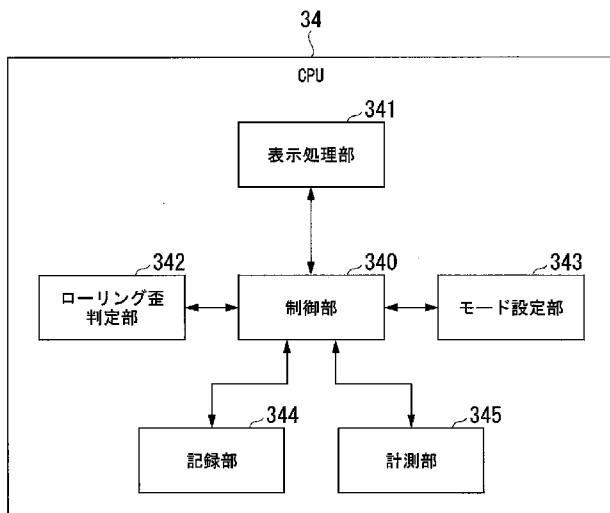 34
CPU
341
表示処理部
342
ローリング歪
判定部
340
制御部
343
モード設定部
344
記録部
345
計測部